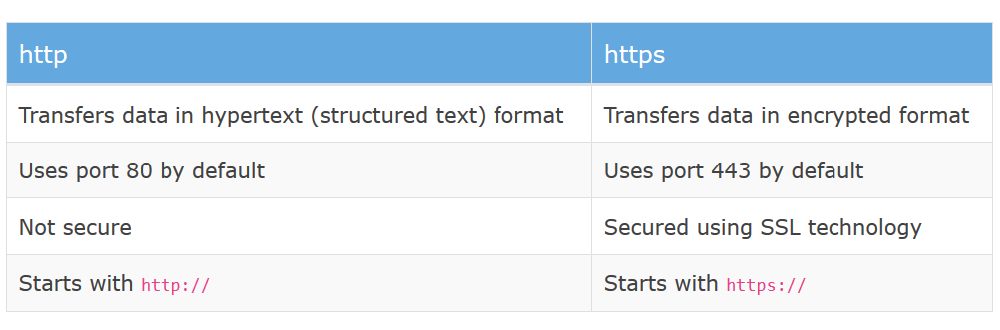 http https
Transfers data in hypertext (structured text) format Transfers data in encrypted format
Uses port 80 by default Uses port 443 by default
Not secure Secured using SSL technology
Starts with http:// Starts with https://